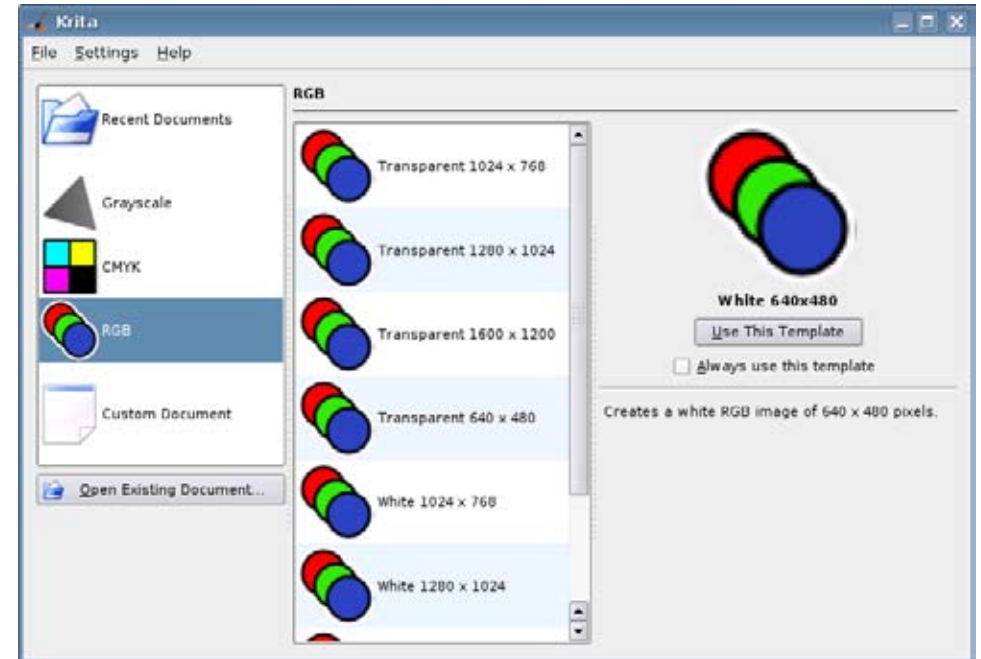 Krita
File Settings Help
Recent Documents
Grayscale
CMYK
RGB
Custom Document
Open Existing Document...
RGB
Transparent 1024 x 768
Transparent 1280 x 1024
Transparent 1600 x 1200
Transparent 640 x 480
White 1024 x 768
White 1280 x 1024
White 640x480
Use This Template
Always use this template
Creates a white RGB image of 640 x 480 pixels.